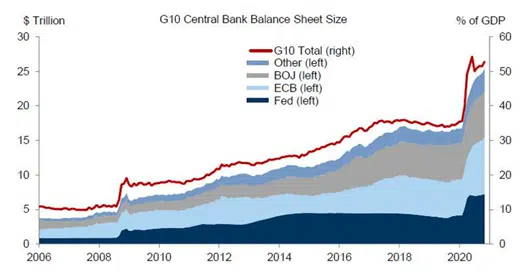 $ Trillion G10 Central Bank Balance Sheet Size % of GDP
30 60
G10 Total (right)
25 Other (left) 50
BOJ (left)
ECB (left)
20 Fed (left) 40
15 30
10 20
5 10
0 0
2006 2008 2010 2012 2014 2016 2018 2020